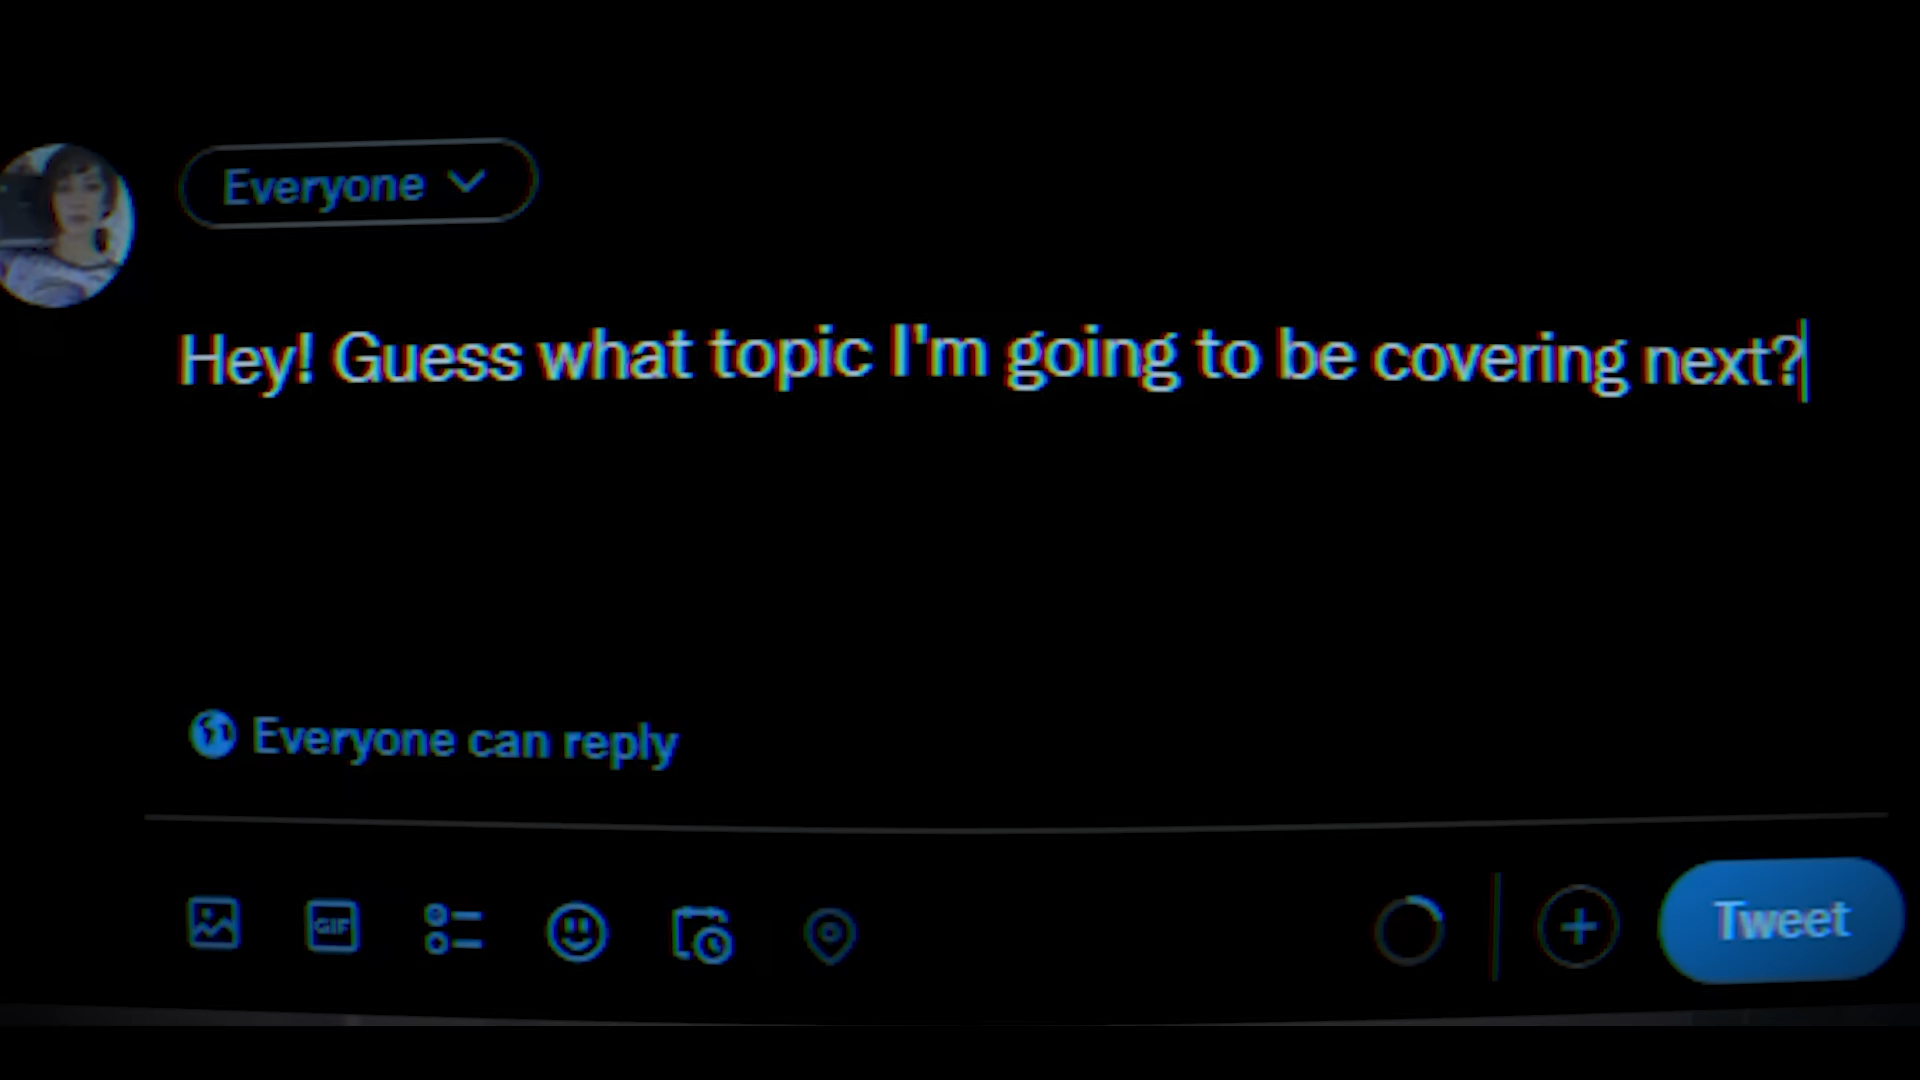 Everyone
Hey! Guess what topic I'm going to be covering next?
Everyone can reply
GIF
Tweet